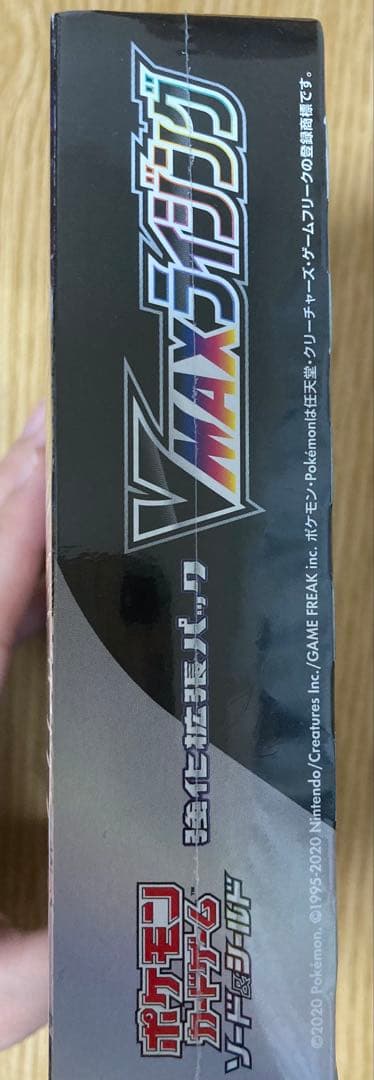 ポケモン
カードゲーム™
ソード&シールド
強化拡張パック
VMAXライジング
©2020 Pokémon. ©1995-2020 Nintendo/Creatures Inc./GAME FREAK inc. ポケモン・Pokémonは任天堂・クリーチャーズ・ゲームフリークの登録商標です。